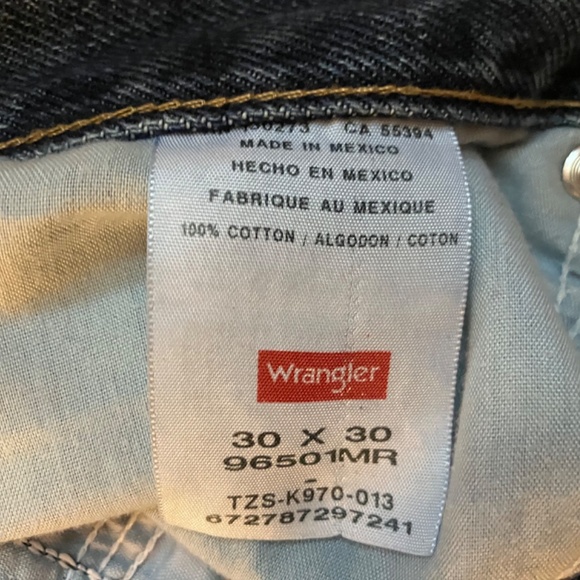 CA 55394
MADE IN MEXICO
HECHO EN MEXICO
FABRIQUE AU MEXIQUE
100% COTTON / ALGODON / COTON
Wrangler
30 X 30
96501MR
-
TZS-K970-013
672787297241